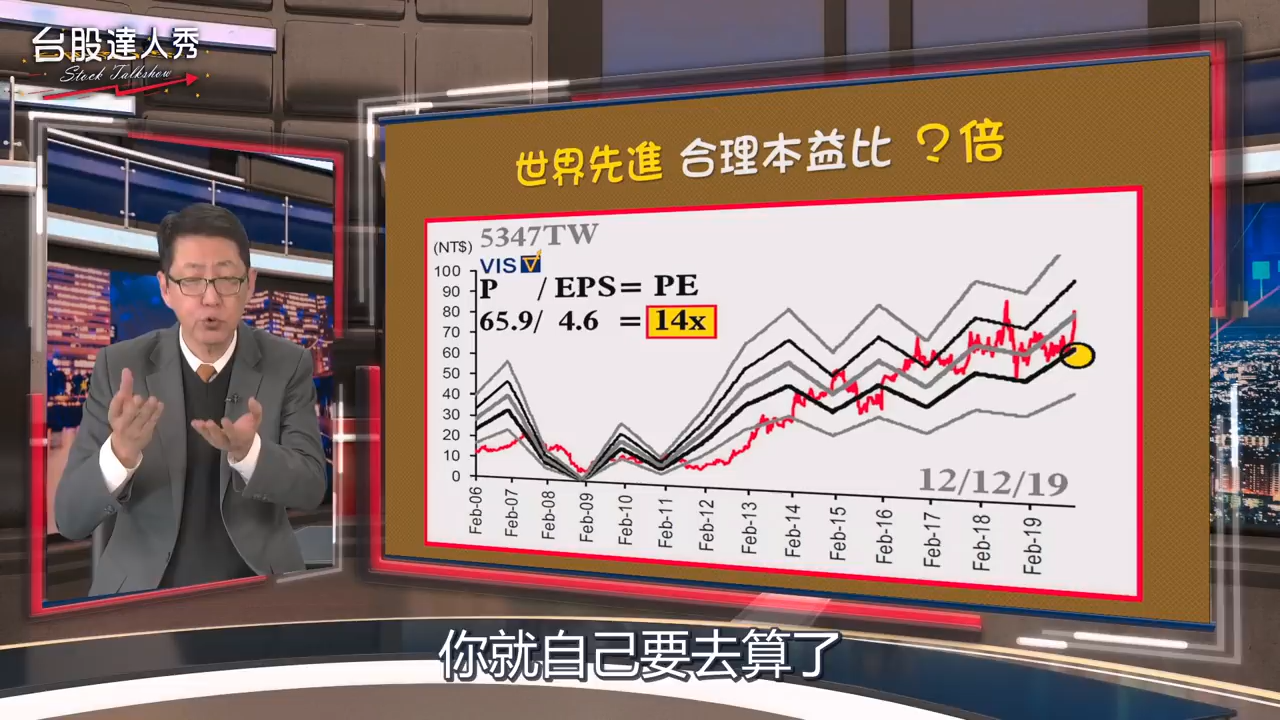 台股達人秀
Stock Talkshow
世界先進 合理本益比 ？倍
(NT$) 5347TW
VIS
P / EPS = PE
65.9/ 4.6 = 14x
100
90
80
70
60
50
40
30
20
10
0
12/12/19
Feb-06 Feb-07 Feb-08 Feb-09 Feb-10 Feb-11 Feb-12 Feb-13 Feb-14 Feb-15 Feb-16 Feb-17 Feb-18 Feb-19
你就自己要去算了